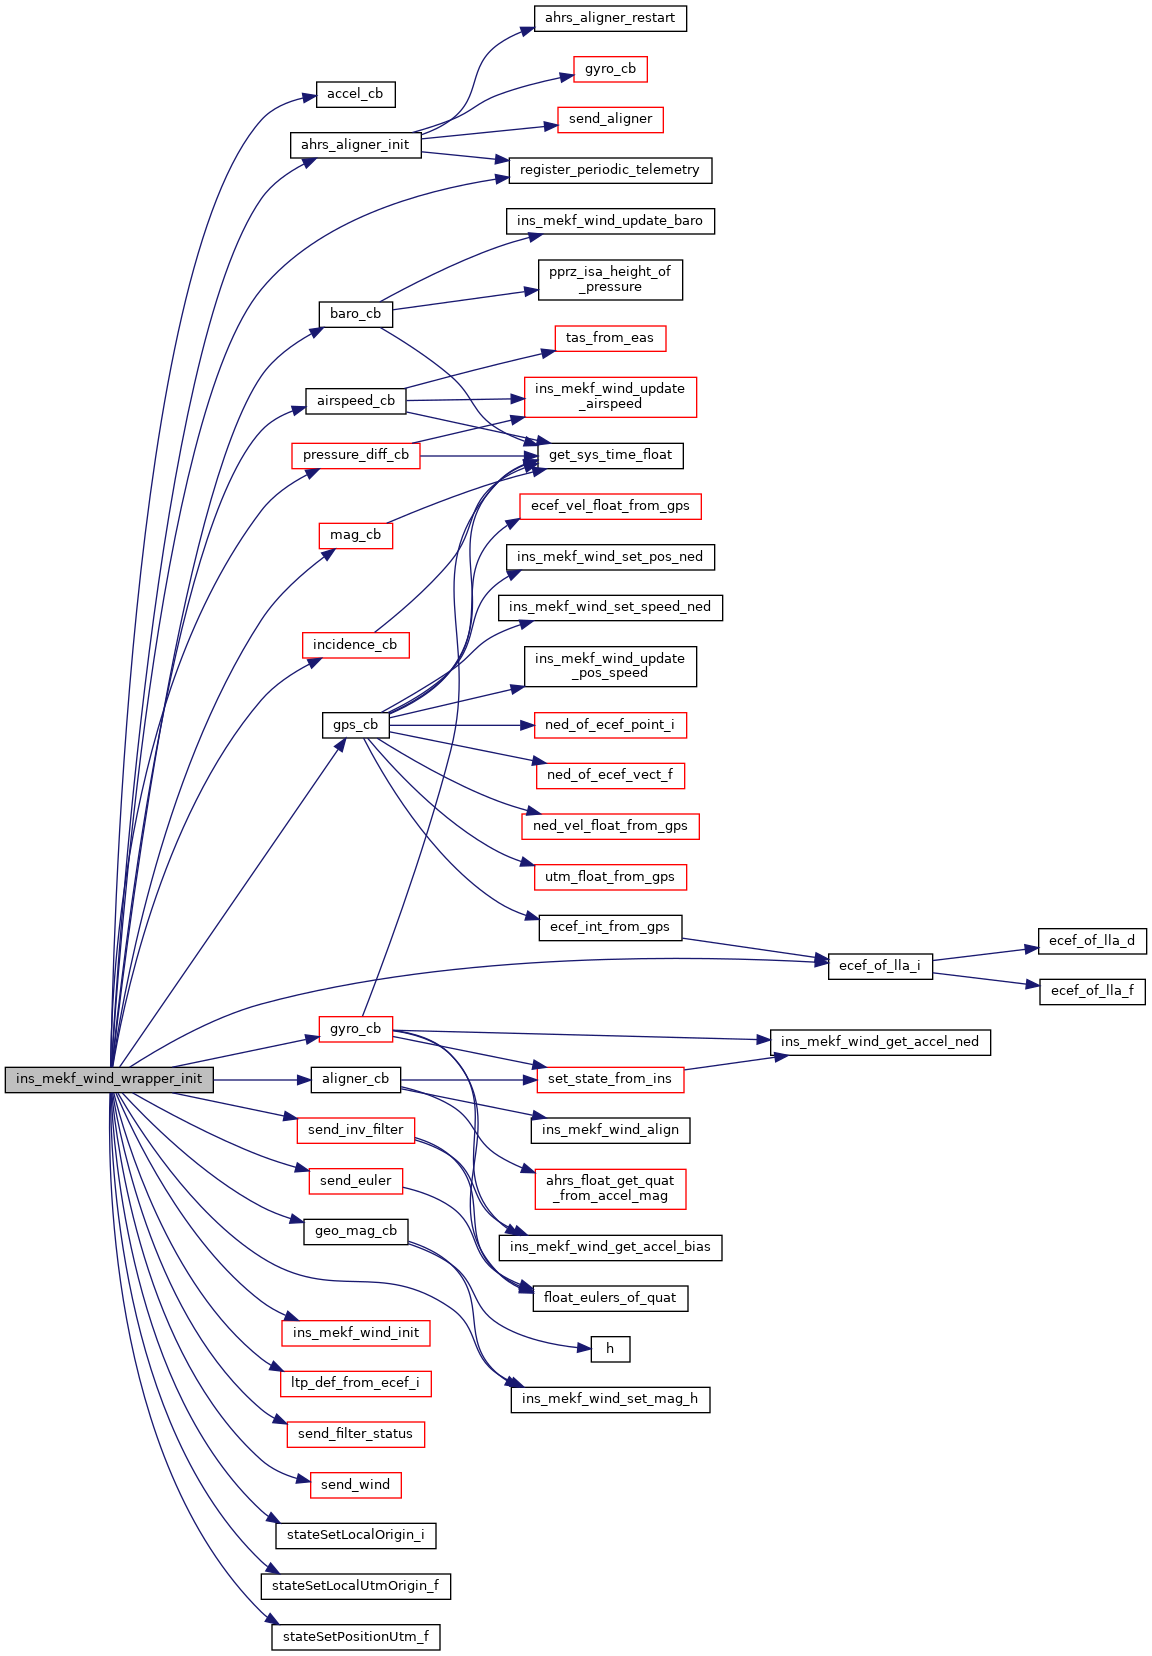 ahrs_aligner_restart
gyro_cb
accel_cb
send_aligner
ahrs_aligner_init
register_periodic_telemetry
ins_mekf_wind_update_baro
pprz_isa_height_of
_pressure
baro_cb
tas_from_eas
ins_mekf_wind_update
_airspeed
airspeed_cb
pressure_diff_cb
get_sys_time_float
ecef_vel_float_from_gps
mag_cb
ins_mekf_wind_set_pos_ned
ins_mekf_wind_set_speed_ned
incidence_cb
ins_mekf_wind_update
_pos_speed
gps_cb
ned_of_ecef_point_i
ned_of_ecef_vect_f
ned_vel_float_from_gps
utm_float_from_gps
ecef_int_from_gps
ecef_of_lla_d
ecef_of_lla_i
ecef_of_lla_f
gyro_cb
ins_mekf_wind_get_accel_ned
ins_mekf_wind_wrapper_init
aligner_cb
set_state_from_ins
send_inv_filter
ins_mekf_wind_align
send_euler
ahrs_float_get_quat
_from_accel_mag
geo_mag_cb
ins_mekf_wind_get_accel_bias
float_eulers_of_quat
ins_mekf_wind_init
h
ltp_def_from_ecef_i
ins_mekf_wind_set_mag_h
send_filter_status
send_wind
stateSetLocalOrigin_i
stateSetLocalUtmOrigin_f
stateSetPositionUtm_f